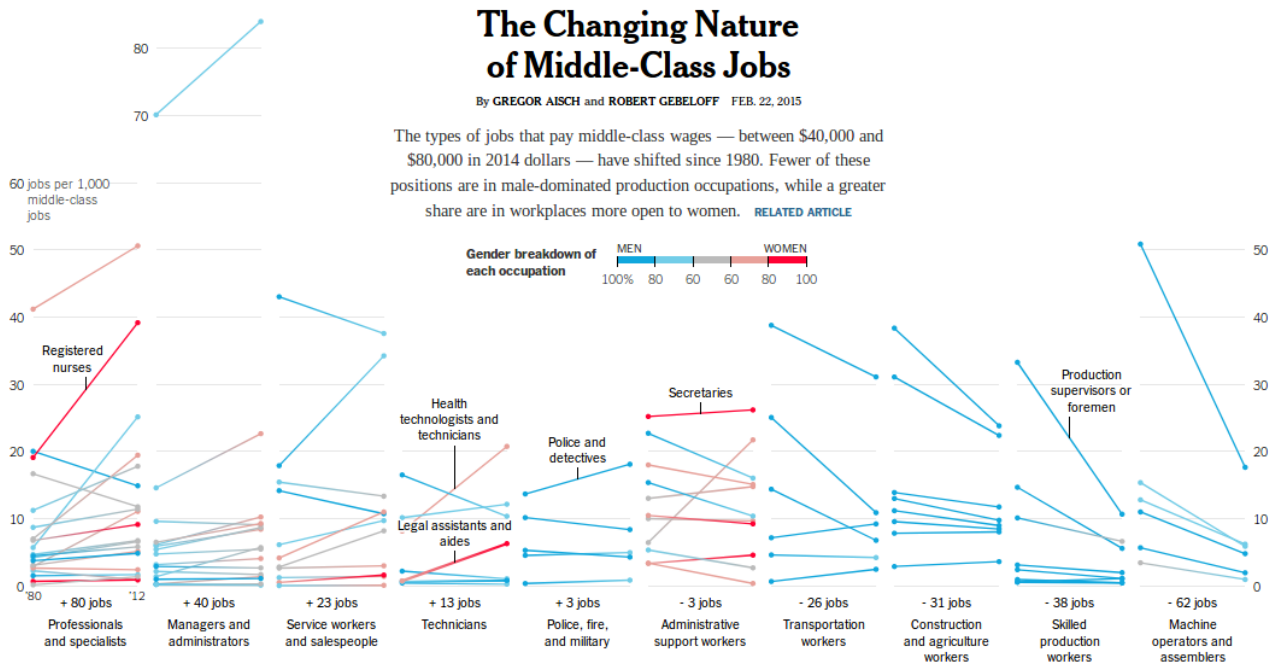 The Changing Nature
of Middle-Class Jobs
By GREGOR AISCH and ROBERT GEBELOFF FEB. 22, 2015
The types of jobs that pay middle-class wages — between $40,000 and
$80,000 in 2014 dollars — have shifted since 1980. Fewer of these
positions are in male-dominated production occupations, while a greater
share are in workplaces more open to women. RELATED ARTICLE
Gender breakdown of
each occupation
MEN WOMEN
100% 80 60 60 80 100
80
70
60 jobs per 1,000
middle-class
jobs
50
40
30
20
10
0
'80 '12
50
40
30
20
10
0
Registered
nurses
Health
technologists and
technicians
Legal assistants and
aides
Police and
detectives
Secretaries
Production
supervisors or
foremen
+ 80 jobs
Professionals
and specialists
+ 40 jobs
Managers and
administrators
+ 23 jobs
Service workers
and salespeople
+ 13 jobs
Technicians
+ 3 jobs
Police, fire,
and military
- 3 jobs
Administrative
support workers
- 26 jobs
Transportation
workers
- 31 jobs
Construction
and agriculture
workers
- 38 jobs
Skilled
production
workers
- 62 jobs
Machine
operators and
assemblers